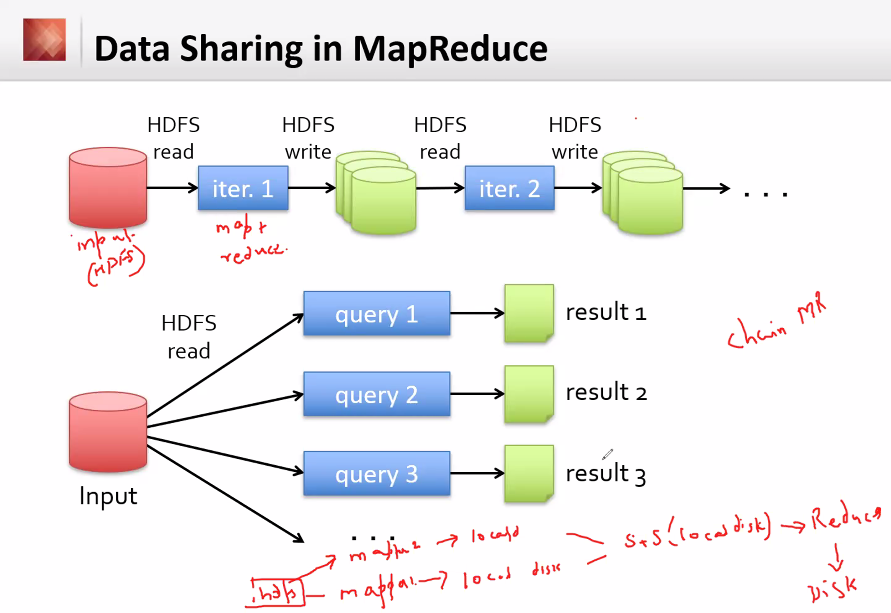 Data Sharing in MapReduce
HDFS read
HDFS write
HDFS read
HDFS write
iter. 1
iter. 2
. . .
input
(HDFS)
map +
reduce.
chain MR
HDFS read
query 1
result 1
query 2
result 2
query 3
result 3
Input
. . .
hdfs
local
local disk
S+S (local disk)
Reduce
Disk